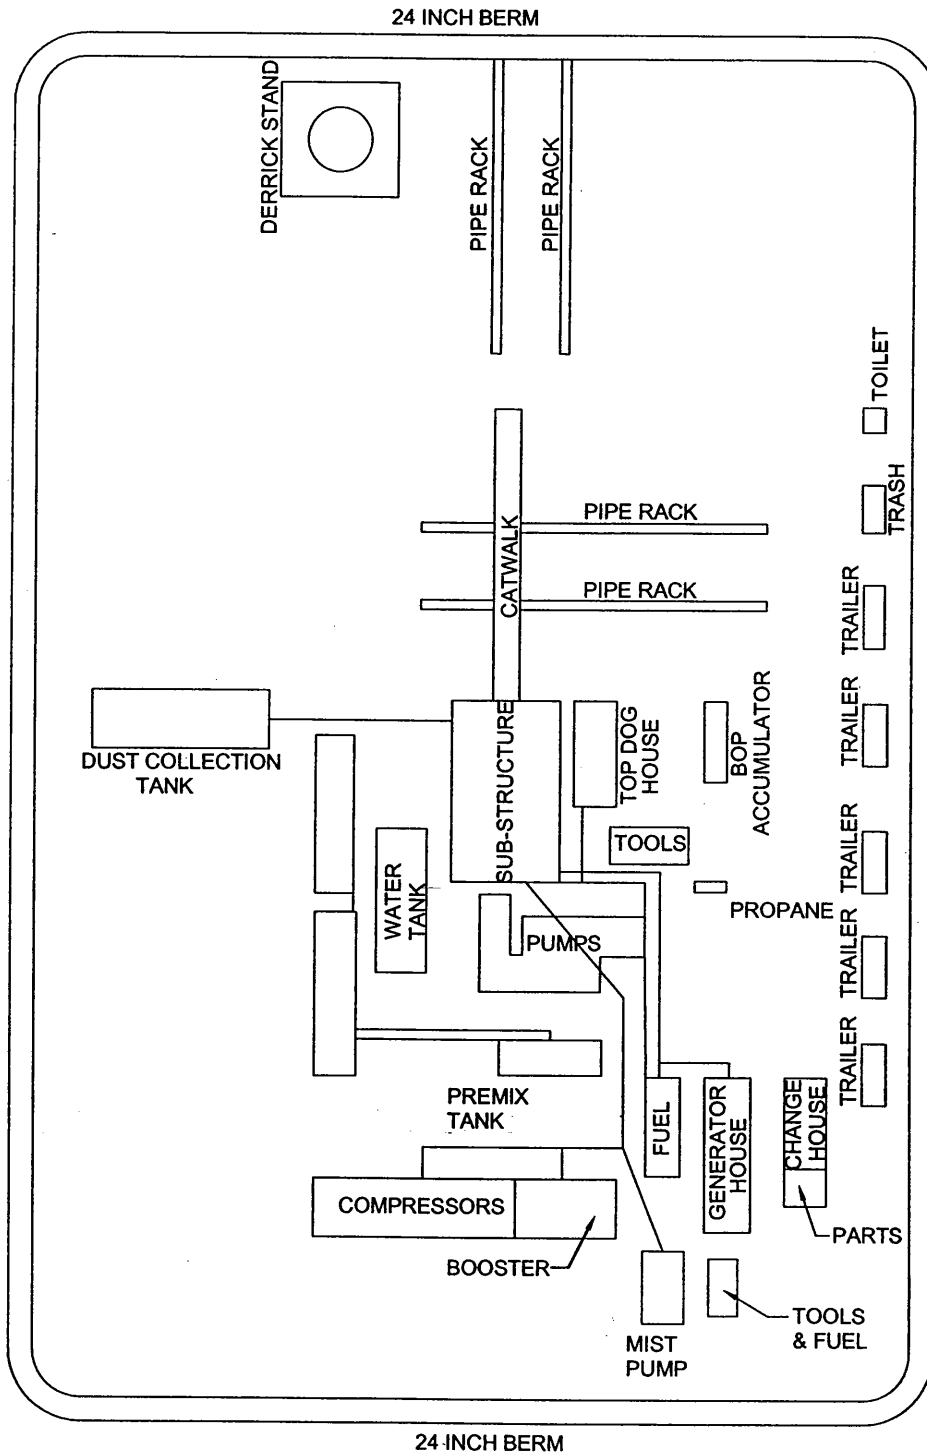 24 INCH BERM
DERRICK STAND
PIPE RACK
PIPE RACK
TOILET
TRASH
PIPE RACK
CATWALK
PIPE RACK
TRAILER
TRAILER
DUST COLLECTION
TANK
SUB-STRUCTURE
TOP DOG
HOUSE
BOP
ACCUMULATOR
TOOLS
TRAILER
WATER
TANK
PROPANE
PUMPS
TRAILER
TRAILER
PREMIX
TANK
FUEL
GENERATOR
HOUSE
CHANGE
HOUSE
COMPRESSORS
PARTS
BOOSTER
MIST
PUMP
TOOLS
& FUEL
24 INCH BERM